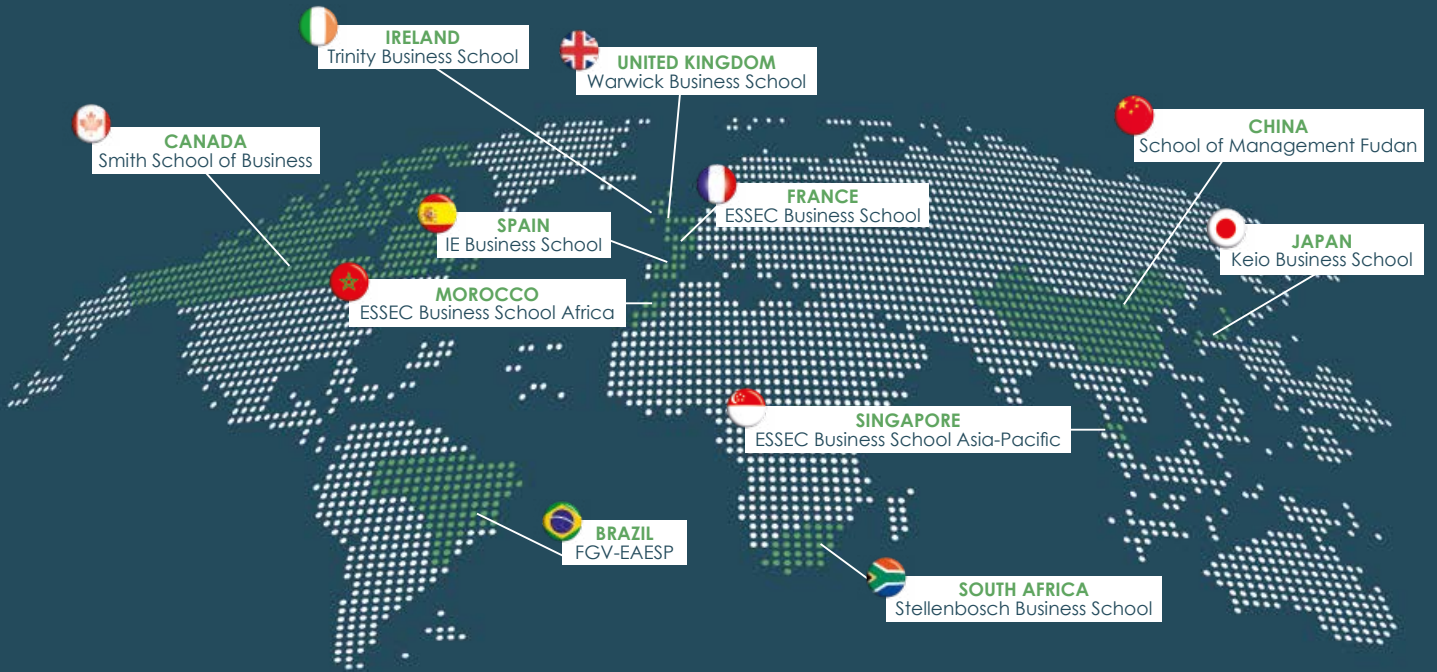 IRELAND
Trinity Business School
UNITED KINGDOM
Warwick Business School
CANADA
Smith School of Business
CHINA
School of Management Fudan
FRANCE
ESSEC Business School
SPAIN
IE Business School
JAPAN
Keio Business School
MOROCCO
ESSEC Business School Africa
SINGAPORE
ESSEC Business School Asia-Pacific
BRAZIL
FGV-EAESP
SOUTH AFRICA
Stellenbosch Business School